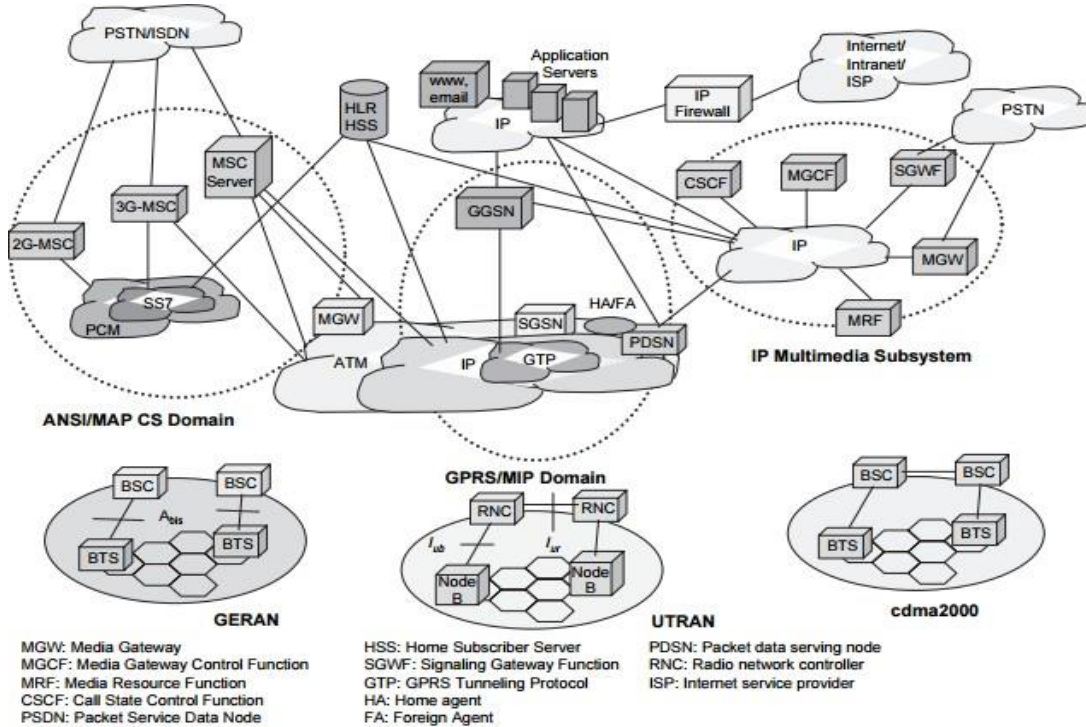 PSTN/ISDN
HLR
HSS
www,
email
Application
Servers
IP
IP
Firewall
Internet/
Intranet/
ISP
PSTN
MSC
Server
3G-MSC
2G-MSC
SS7
PCM
GGSN
CSCF
MGCF
SGWF
IP
MGW
MRF
IP Multimedia Subsystem
HA/FA
MGW
SGSN
PDSN
ATM
IP
GTP
ANSI/MAP CS Domain
GPRS/MIP Domain
BSC
BSC
Abis
BTS
BTS
GERAN
RNC
RNC
Iub
Iur
Node
B
Node
B
UTRAN
BSC
BSC
BTS
BTS
cdma2000
MGW: Media Gateway
MGCF: Media Gateway Control Function
MRF: Media Resource Function
CSCF: Call State Control Function
PSDN: Packet Service Data Node
HSS: Home Subscriber Server
SGWF: Signaling Gateway Function
GTP: GPRS Tunneling Protocol
HA: Home agent
FA: Foreign Agent
PDSN: Packet data serving node
RNC: Radio network controller
ISP: Internet service provider